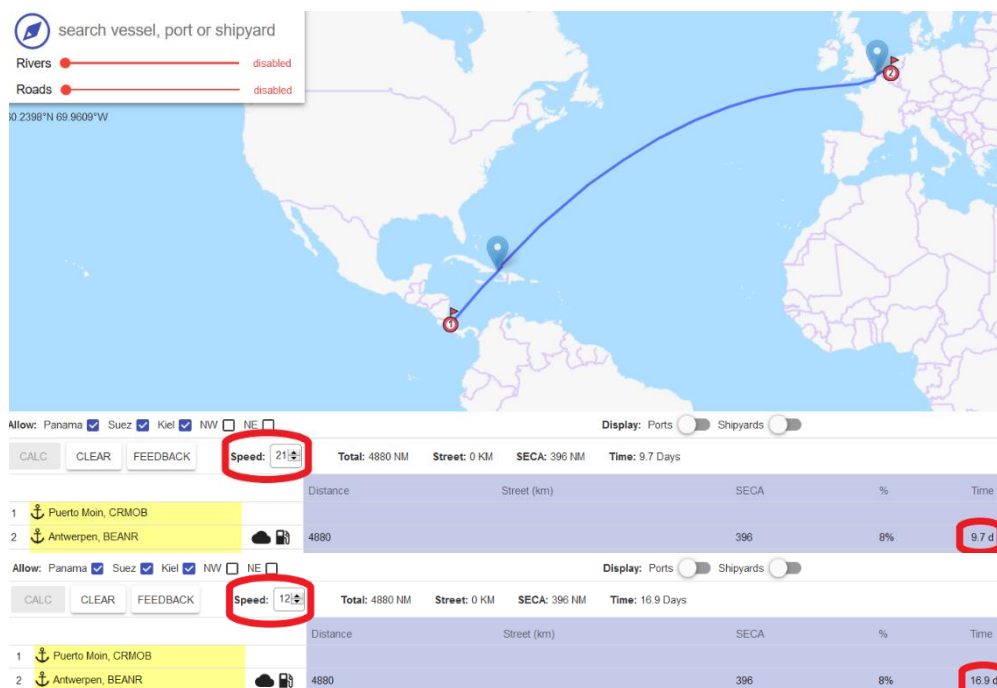 search vessel, port or shipyard
Rivers disabled
Roads disabled
60.2398°N 69.9609°W
2
1
Allow: Panama Suez Kiel NW NE Display: Ports Shipyards
CALC CLEAR FEEDBACK Speed: 21 Total: 4880 NM Street: 0 KM SECA: 396 NM Time: 9.7 Days
Distance Street (km) SECA % Time
1 Puerto Moin, CRMOB
2 Antwerpen, BEANR 4880 396 8% 9.7 d
Allow: Panama Suez Kiel NW NE Display: Ports Shipyards
CALC CLEAR FEEDBACK Speed: 12 Total: 4880 NM Street: 0 KM SECA: 396 NM Time: 16.9 Days
Distance Street (km) SECA % Time
1 Puerto Moin, CRMOB
2 Antwerpen, BEANR 4880 396 8% 16.9 d